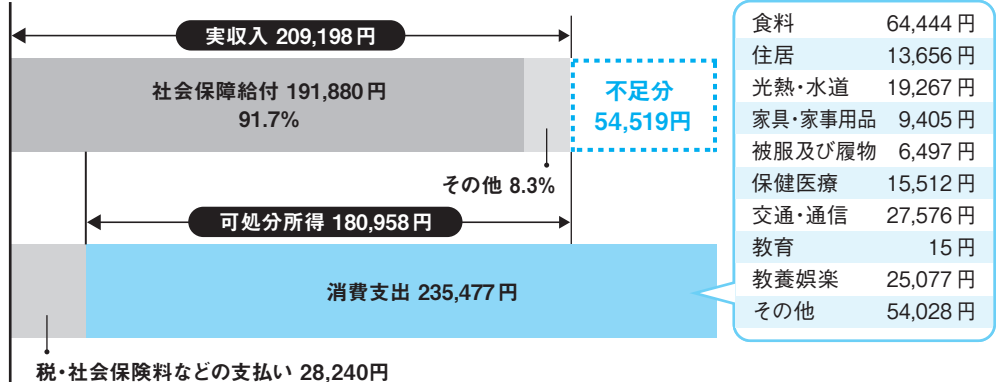 実収入 209,198円
社会保障給付 191,880円
91.7%
その他 8.3%
不足分
54,519円
可処分所得 180,958円
消費支出 235,477円
税・社会保険料などの支払い 28,240円
食料 64,444円
住居 13,656円
光熱・水道 19,267円
家具・家事用品 9,405円
被服及び履物 6,497円
保健医療 15,512円
交通・通信 27,576円
教育 15円
教養娯楽 25,077円
その他 54,028円